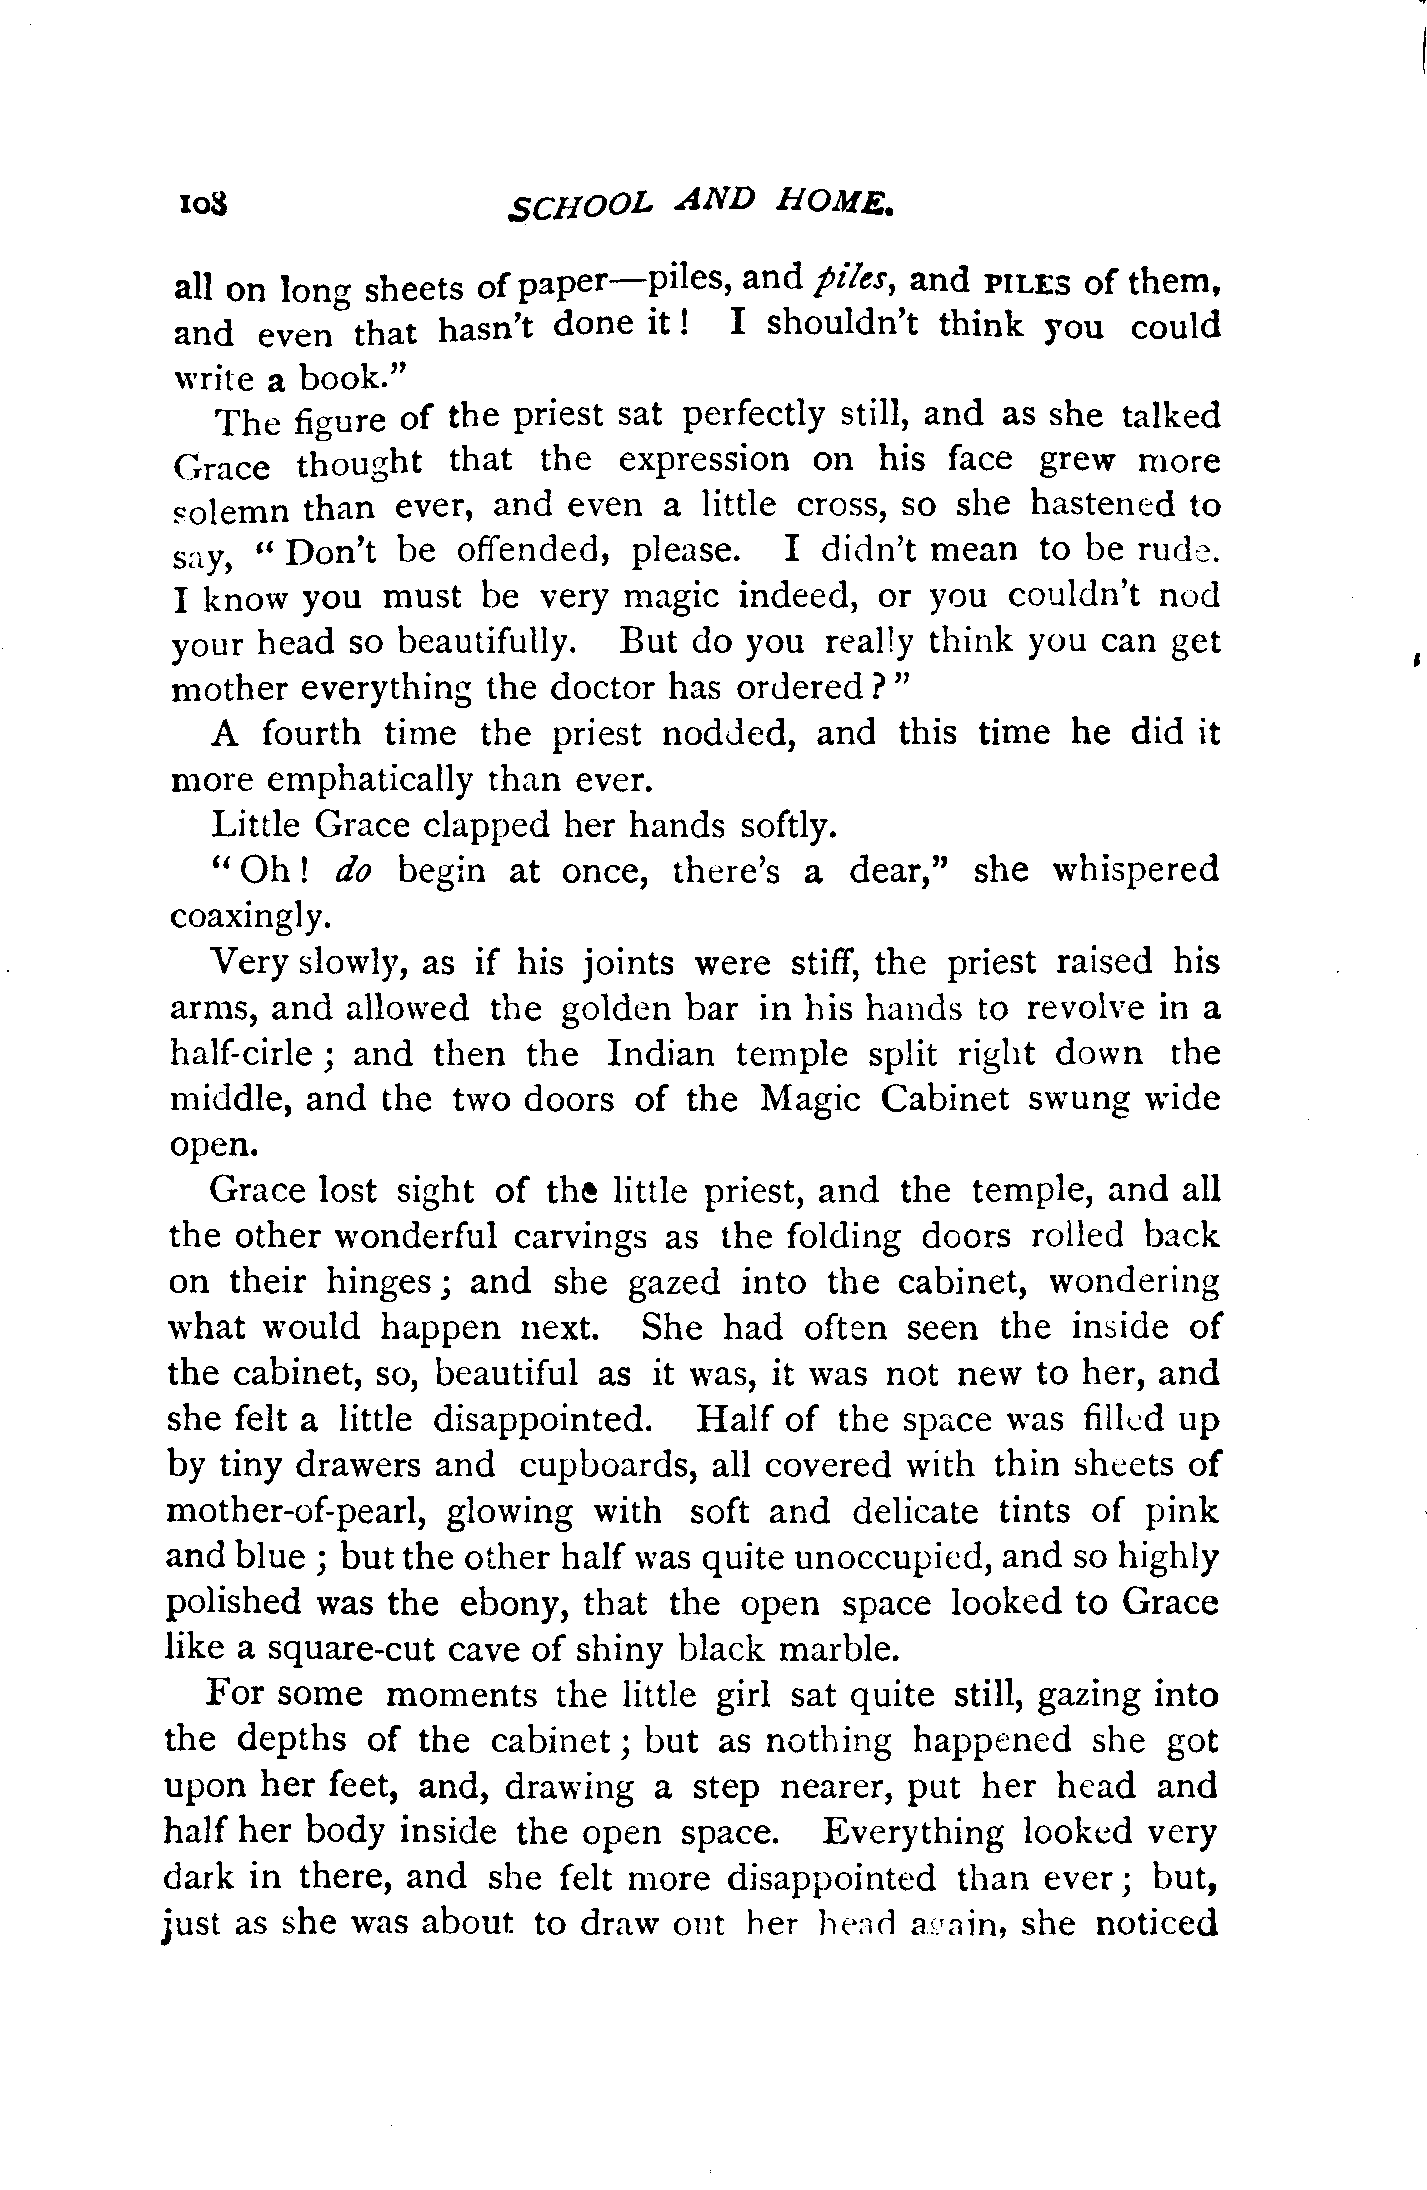 108 SCHOOL AND HOME.
all on long sheets of paper—piles, and piles, and PILES of them,
and even that hasn't done it! I shouldn't think you could
write a book."
The figure of the priest sat perfectly still, and as she talked
Grace thought that the expression on his face grew more
solemn than ever, and even a little cross, so she hastened to
say, "Don't be offended, please. I didn't mean to be rude.
I know you must be very magic indeed, or you couldn't nod
your head so beautifully. But do you really think you can get
mother everything the doctor has ordered?"
A fourth time the priest nodded, and this time he did it
more emphatically than ever.
Little Grace clapped her hands softly.
"Oh! do begin at once, there's a dear," she whispered
coaxingly.
Very slowly, as if his joints were stiff, the priest raised his
arms, and allowed the golden bar in his hands to revolve in a
half-cirle; and then the Indian temple split right down the
middle, and the two doors of the Magic Cabinet swung wide
open.
Grace lost sight of the little priest, and the temple, and all
the other wonderful carvings as the folding doors rolled back
on their hinges; and she gazed into the cabinet, wondering
what would happen next. She had often seen the inside of
the cabinet, so, beautiful as it was, it was not new to her, and
she felt a little disappointed. Half of the space was filled up
by tiny drawers and cupboards, all covered with thin sheets of
mother-of-pearl, glowing with soft and delicate tints of pink
and blue; but the other half was quite unoccupied, and so highly
polished was the ebony, that the open space looked to Grace
like a square-cut cave of shiny black marble.
For some moments the little girl sat quite still, gazing into
the depths of the cabinet; but as nothing happened she got
upon her feet, and, drawing a step nearer, put her head and
half her body inside the open space. Everything looked very
dark in there, and she felt more disappointed than ever; but,
just as she was about to draw out her head again, she noticed